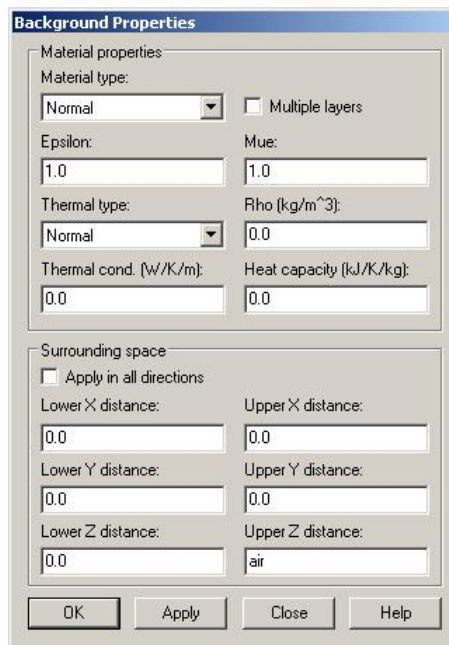 Background Properties
Material properties
Material type:
Normal Multiple layers
Epsilon: Mue:
1.0 1.0
Thermal type: Rho (kg/m^3):
Normal 0.0
Thermal cond. (W/K/m): Heat capacity (kJ/K/kg):
0.0 0.0
Surrounding space
Apply in all directions
Lower X distance: Upper X distance:
0.0 0.0
Lower Y distance: Upper Y distance:
0.0 0.0
Lower Z distance: Upper Z distance:
0.0 air
OK Apply Close Help